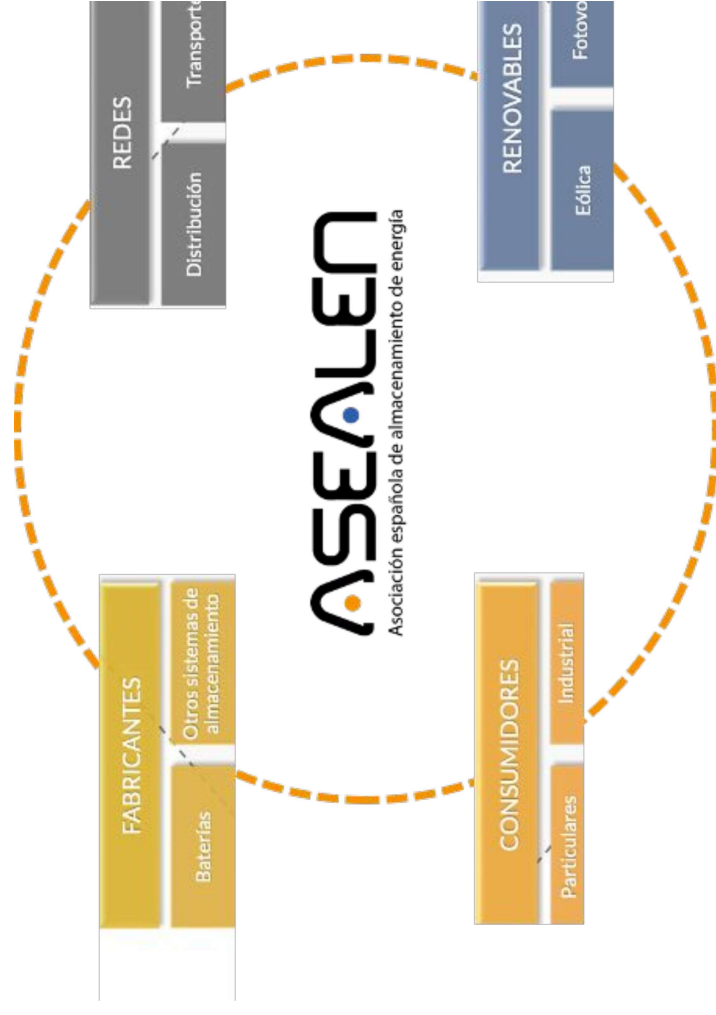 FABRICANTES
Baterías
Otros sistemas de
almacenamiento
REDES
Distribución
Transporte
ASEALEN
Asociación española de almacenamiento de energía
CONSUMIDORES
Particulares
Industrial
RENOVABLES
Eólica
Fotovo